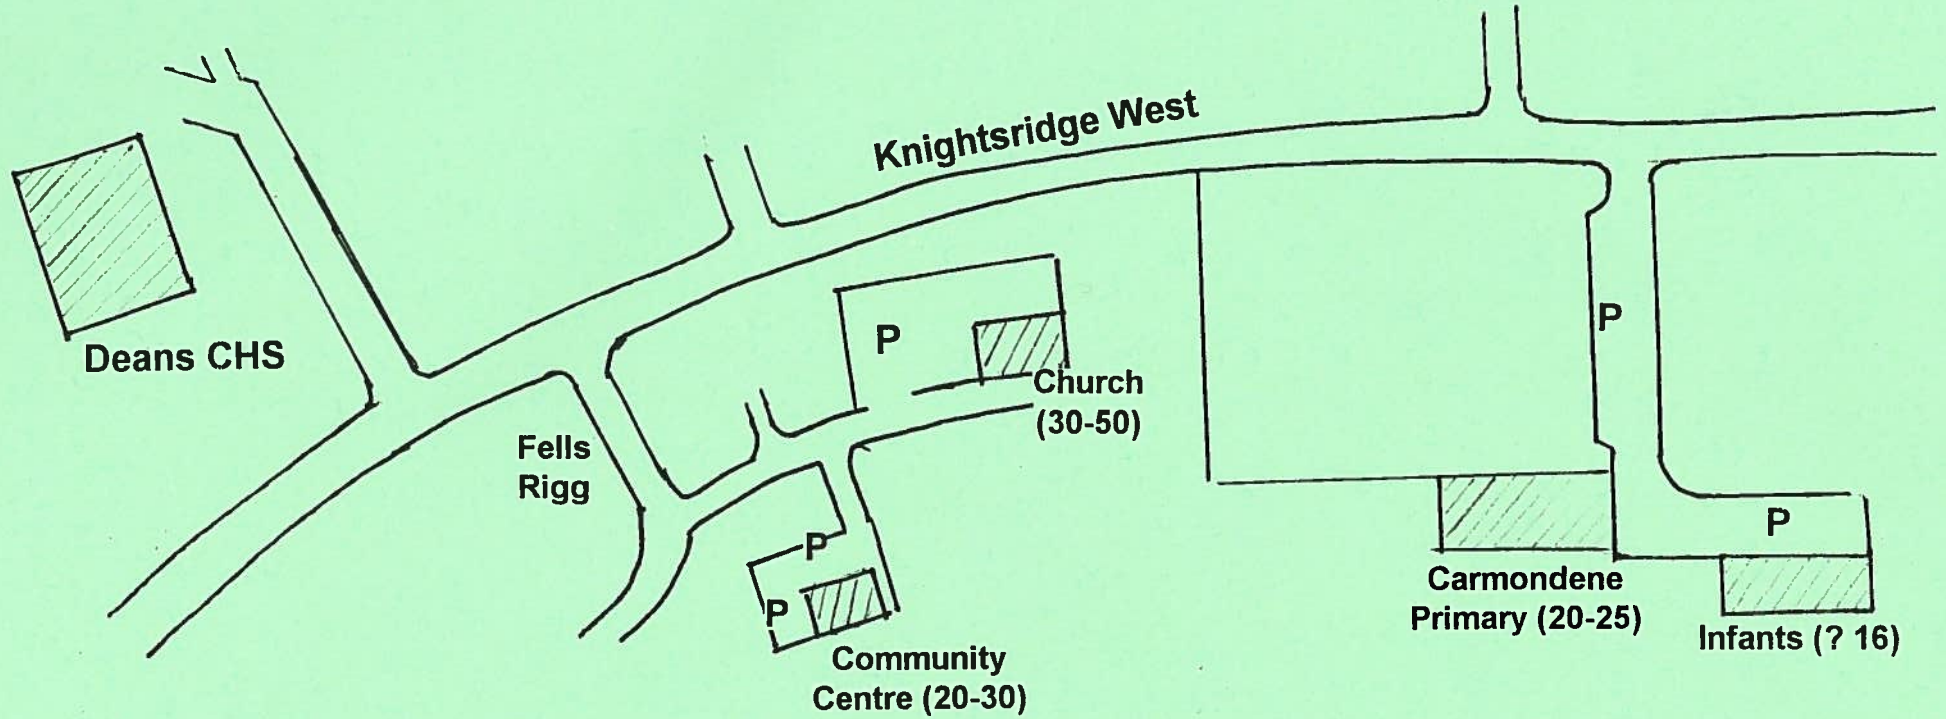 Knightsridge West
Deans CHS
P
Church
(30-50)
P
Fells
Rigg
P
P
P
Carmondene
Primary (20-25)
Infants (? 16)
Community
Centre (20-30)